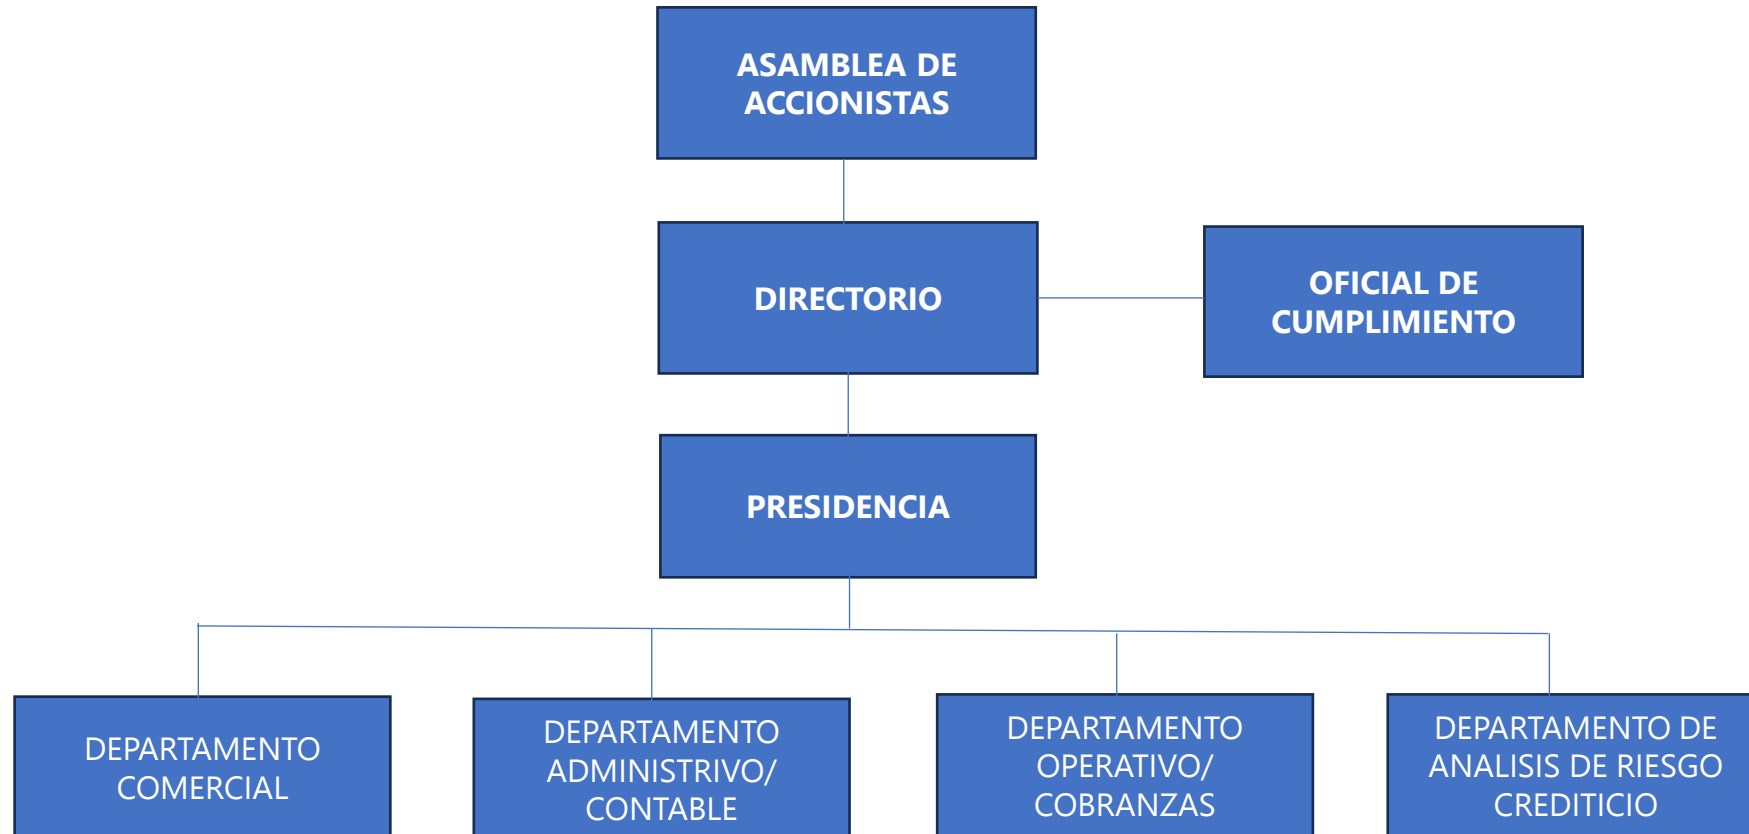 ASAMBLEA DE
ACCIONISTAS
DIRECTORIO
OFICIAL DE
CUMPLIMIENTO
PRESIDENCIA
DEPARTAMENTO
COMERCIAL
DEPARTAMENTO
ADMINISTRIVO/
CONTABLE
DEPARTAMENTO
OPERATIVO/
COBRANZAS
DEPARTAMENTO DE
ANALISIS DE RIESGO
CREDITICIO